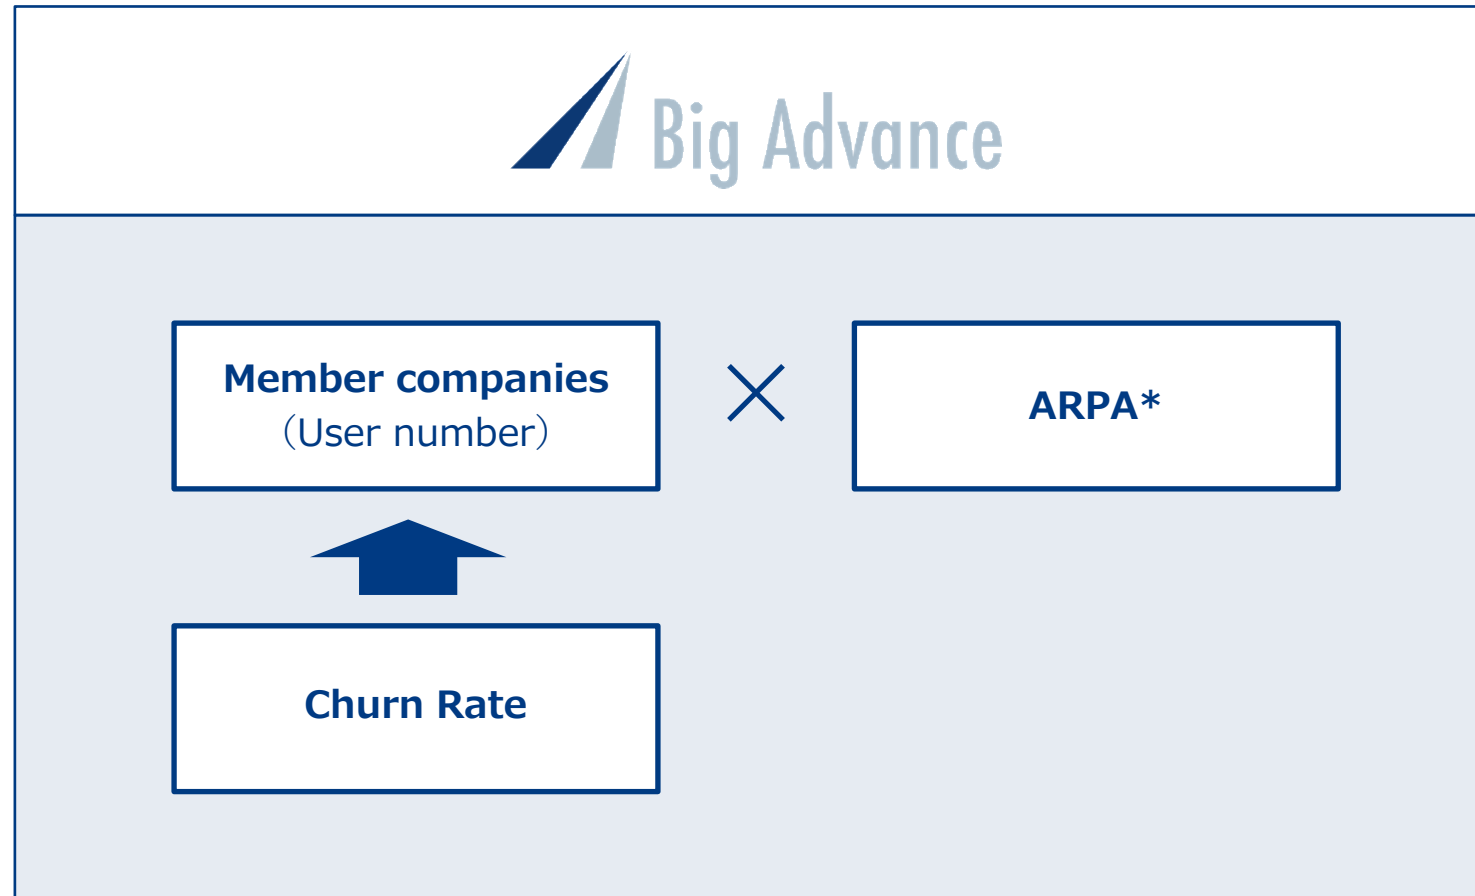 Big Advance
Member companies
（User number）
ARPA*
Churn Rate